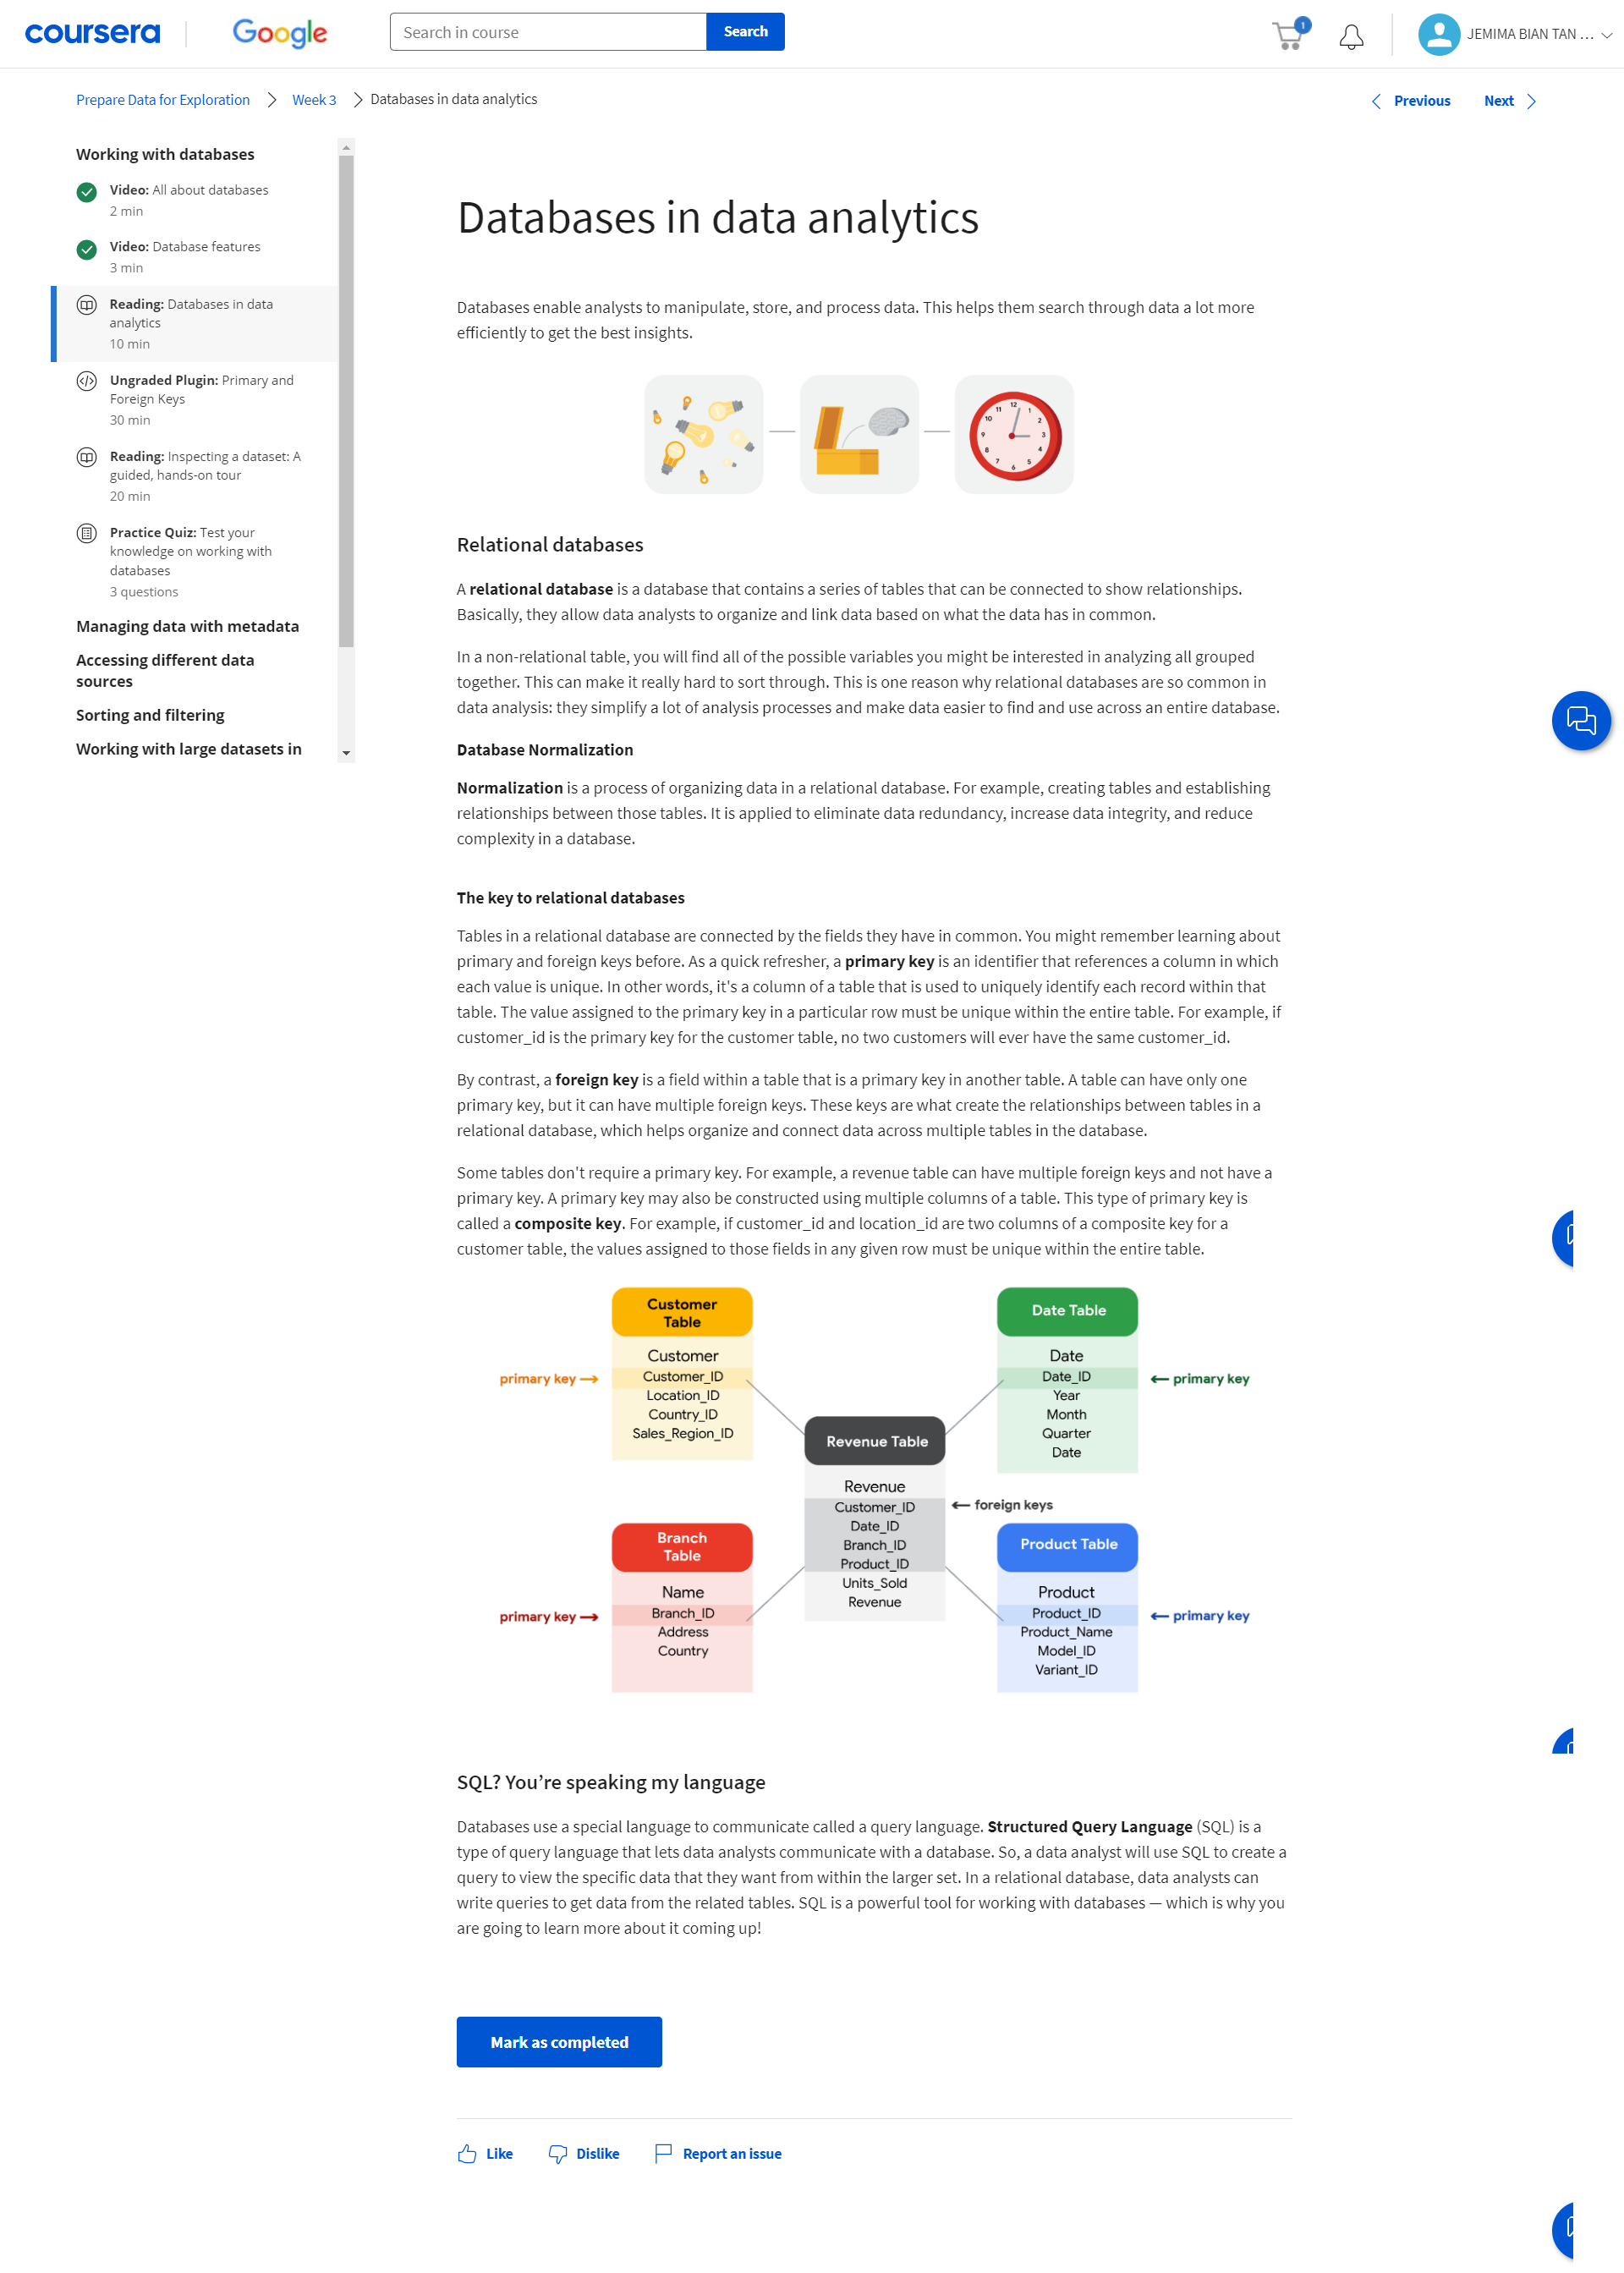 coursera
Google
Search in course
Search
1
JEMIMA BIAN TAN ...
Prepare Data for Exploration
Week 3
Databases in data analytics
Previous
Next
Working with databases
Video: All about databases
2 min
Video: Database features
3 min
Reading: Databases in data
analytics
10 min
Ungraded Plugin: Primary and
Foreign Keys
30 min
Reading: Inspecting a dataset: A
guided, hands-on tour
20 min
Practice Quiz: Test your
knowledge on working with
databases
3 questions
Managing data with metadata
Accessing different data
sources
Sorting and filtering
Working with large datasets in
Databases in data analytics
Databases enable analysts to manipulate, store, and process data. This helps them search through data a lot more
efficiently to get the best insights.
12
1
2
3
4
5
6
7
8
9
10
11
Relational databases
A relational database is a database that contains a series of tables that can be connected to show relationships.
Basically, they allow data analysts to organize and link data based on what the data has in common.
In a non-relational table, you will find all of the possible variables you might be interested in analyzing all grouped
together. This can make it really hard to sort through. This is one reason why relational databases are so common in
data analysis: they simplify a lot of analysis processes and make data easier to find and use across an entire database.
Database Normalization
Normalization is a process of organizing data in a relational database. For example, creating tables and establishing
relationships between those tables. It is applied to eliminate data redundancy, increase data integrity, and reduce
complexity in a database.
The key to relational databases
Tables in a relational database are connected by the fields they have in common. You might remember learning about
primary and foreign keys before. As a quick refresher, a primary key is an identifier that references a column in which
each value is unique. In other words, it's a column of a table that is used to uniquely identify each record within that
table. The value assigned to the primary key in a particular row must be unique within the entire table. For example, if
customer_id is the primary key for the customer table, no two customers will ever have the same customer_id.
By contrast, a foreign key is a field within a table that is a primary key in another table. A table can have only one
primary key, but it can have multiple foreign keys. These keys are what create the relationships between tables in a
relational database, which helps organize and connect data across multiple tables in the database.
Some tables don't require a primary key. For example, a revenue table can have multiple foreign keys and not have a
primary key. A primary key may also be constructed using multiple columns of a table. This type of primary key is
called a composite key. For example, if customer_id and location_id are two columns of a composite key for a
customer table, the values assigned to those fields in any given row must be unique within the entire table.
Customer
Table
Customer
primary key →
Customer_ID
Location_ID
Country_ID
Sales_Region_ID
Date Table
Date
Date_ID
← primary key
Year
Month
Quarter
Date
Revenue Table
Revenue
Customer_ID
← foreign keys
Date_ID
Branch_ID
Product_ID
Units_Sold
Revenue
Branch
Table
Name
primary key →
Branch_ID
Address
Country
Product Table
Product
Product_ID
← primary key
Product_Name
Model_ID
Variant_ID
SQL? You’re speaking my language
Databases use a special language to communicate called a query language. Structured Query Language (SQL) is a
type of query language that lets data analysts communicate with a database. So, a data analyst will use SQL to create a
query to view the specific data that they want from within the larger set. In a relational database, data analysts can
write queries to get data from the related tables. SQL is a powerful tool for working with databases — which is why you
are going to learn more about it coming up!
Mark as completed
Like
Dislike
Report an issue